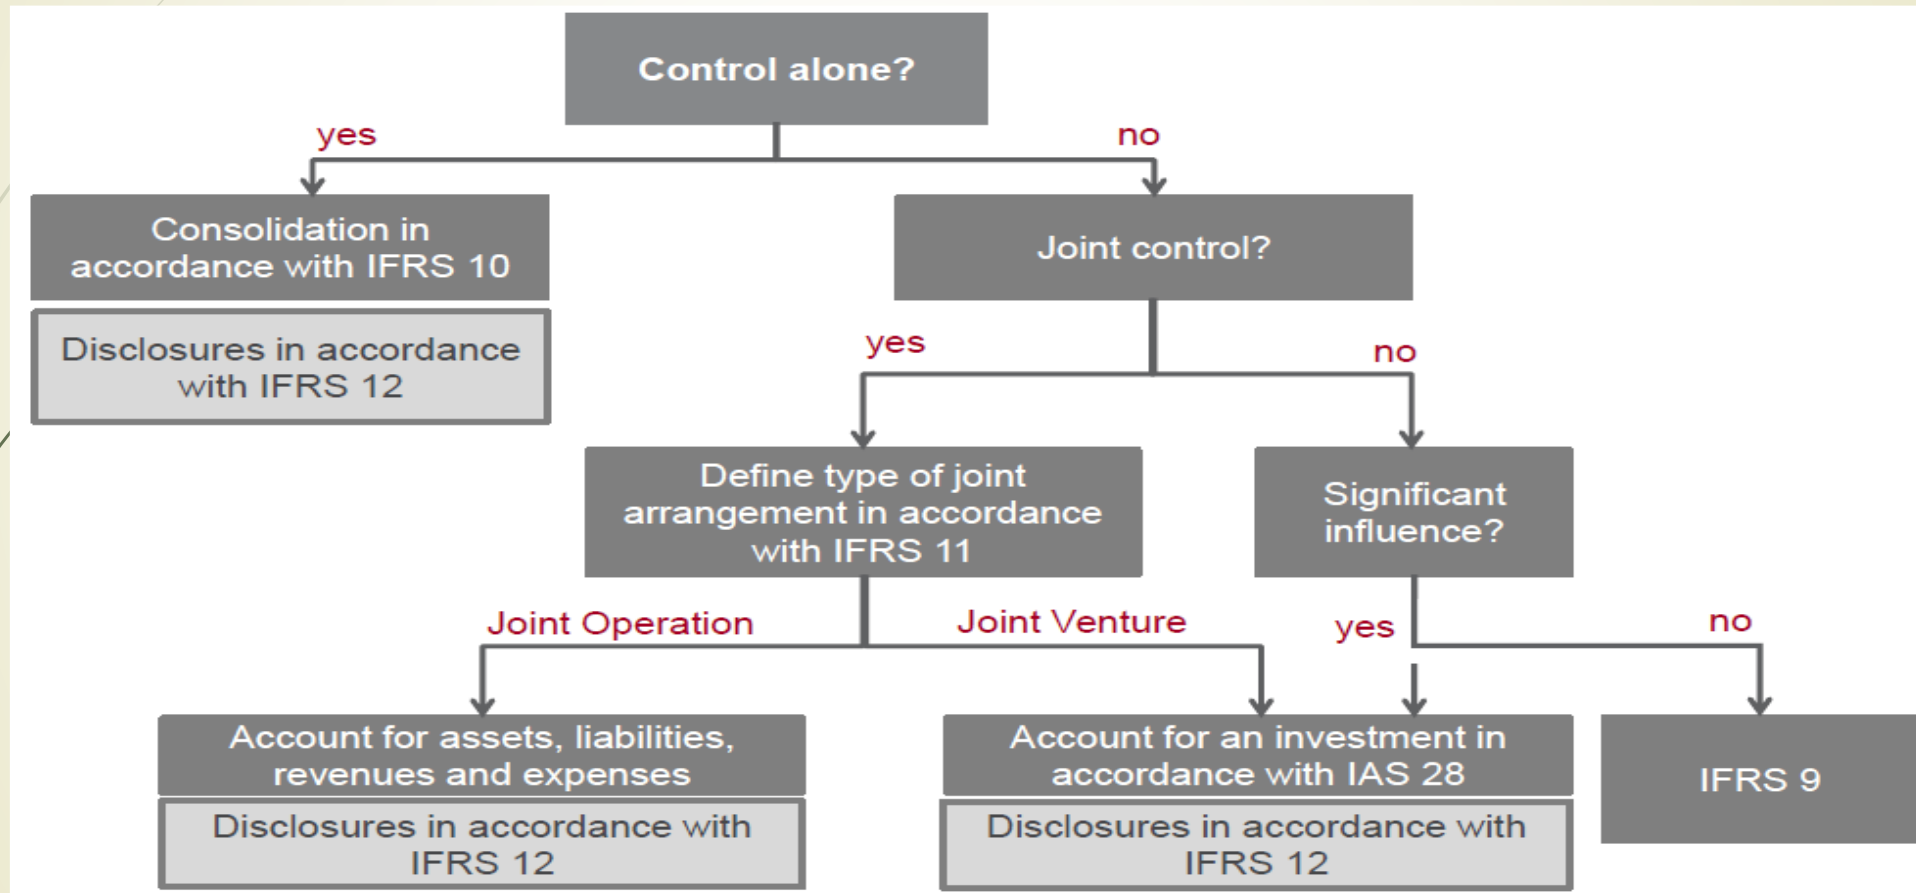 Control alone?
yes
no
Consolidation in
accordance with IFRS 10
Disclosures in accordance
with IFRS 12
Joint control?
yes
no
Define type of joint
arrangement in accordance
with IFRS 11
Significant
influence?
Joint Operation
Joint Venture
yes
no
Account for assets, liabilities,
revenues and expenses
Disclosures in accordance with
IFRS 12
Account for an investment in
accordance with IAS 28
Disclosures in accordance with
IFRS 12
IFRS 9